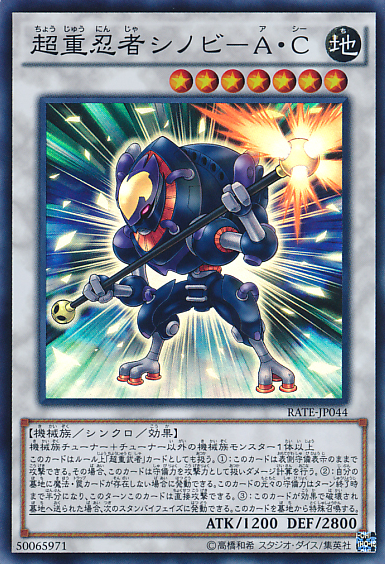 ちょう じゅう にん じゃ ア シー
超重忍者シノビーA・C
ち
地
RATE-JP044
【機械族/シンクロ/効果】
機械族チューナー+チューナー以外の機械族モンスター1体以上
このカードはルール上「超重武者」カードとしても扱う。①:このカードは表側守備表示のままで
攻撃できる。その場合、このカードは守備力を攻撃力として扱いダメージ計算を行う。②:自分の
墓地に魔法・罠カードが存在しない場合に発動できる。このカードの元々の守備力はターン終了時
まで半分になり、このターンこのカードは直接攻撃できる。③:このカードが効果で破壊され
墓地へ送られた場合、次のスタンバイフェイズに発動できる。このカードを墓地から特殊召喚する。
ATK/1200 DEF/2800
50065971
©高橋和希 スタジオ・ダイス/集英社